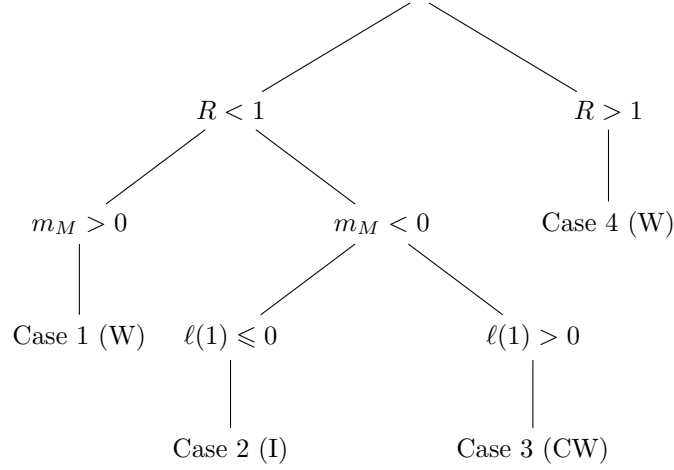 R < 1
R > 1
m_M > 0
m_M < 0
Case 4 (W)
Case 1 (W)
ℓ(1) ⩽ 0
ℓ(1) > 0
Case 2 (I)
Case 3 (CW)